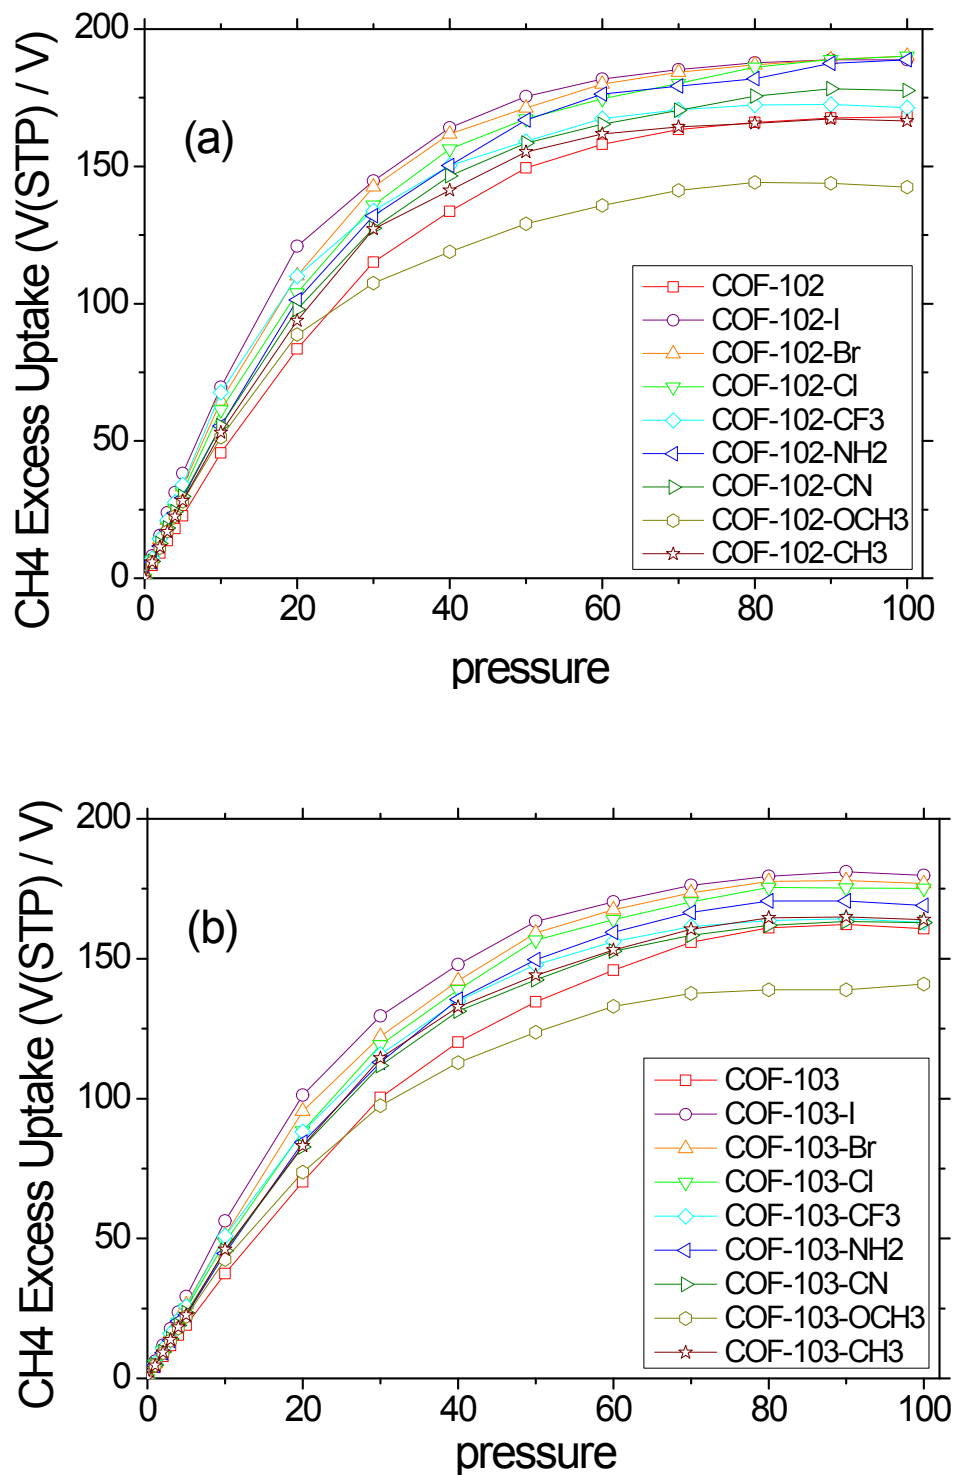 200
150
100
50
0
CH4 Excess Uptake (V(STP) / V)
(a)
COF-102
COF-102-I
COF-102-Br
COF-102-Cl
COF-102-CF3
COF-102-NH2
COF-102-CN
COF-102-OCH3
COF-102-CH3
0 20 40 60 80 100
pressure
200
150
100
50
0
CH4 Excess Uptake (V(STP) / V)
(b)
COF-103
COF-103-I
COF-103-Br
COF-103-Cl
COF-103-CF3
COF-103-NH2
COF-103-CN
COF-103-OCH3
COF-103-CH3
0 20 40 60 80 100
pressure